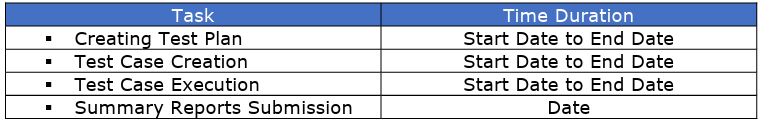 Task Time Duration
▪ Creating Test Plan Start Date to End Date
▪ Test Case Creation Start Date to End Date
▪ Test Case Execution Start Date to End Date
▪ Summary Reports Submission Date